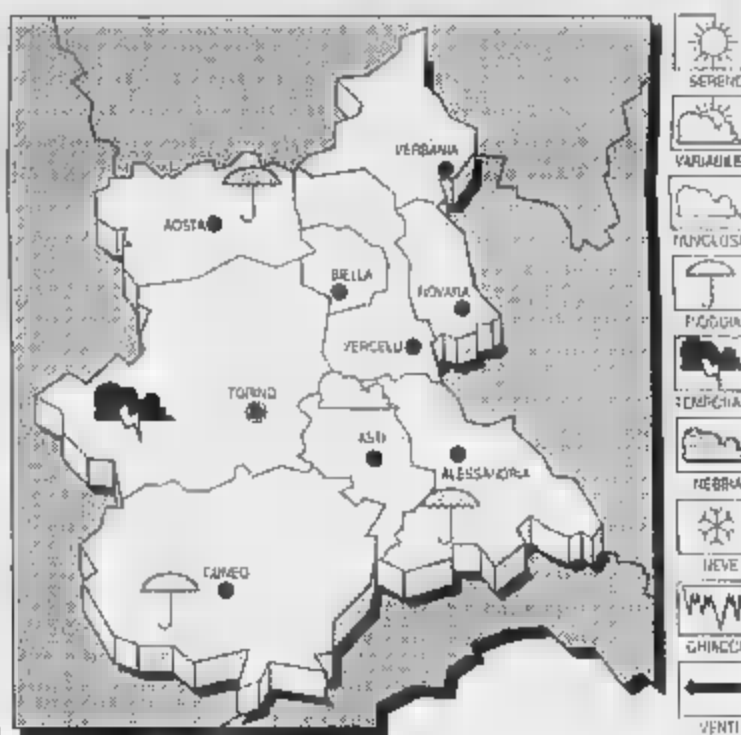 VERBANIA
AOSTA
BIELLA
NOVARA
VERCELLI
TORINO
ASTI
ALESSANDRIA
CUNEO
SERENO
VARIABILE
NUVOLOSO
PIOGGIA
TEMPORALE
NEBBIA
NEVE
GHIACCIO
VENTI